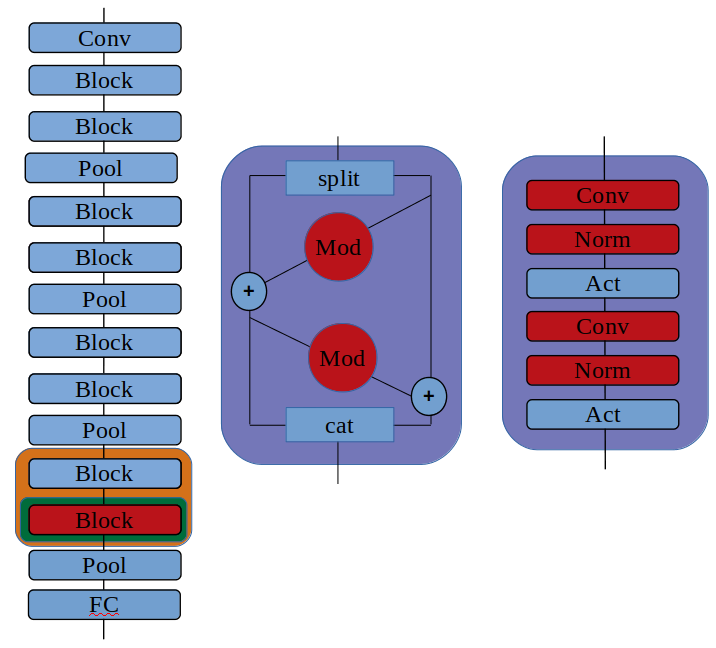 Conv
Block
Block
Pool
Block
Block
Pool
Block
Block
Pool
Block
Block
Pool
FC
split
Mod
+
Mod
+
cat
Conv
Norm
Act
Conv
Norm
Act